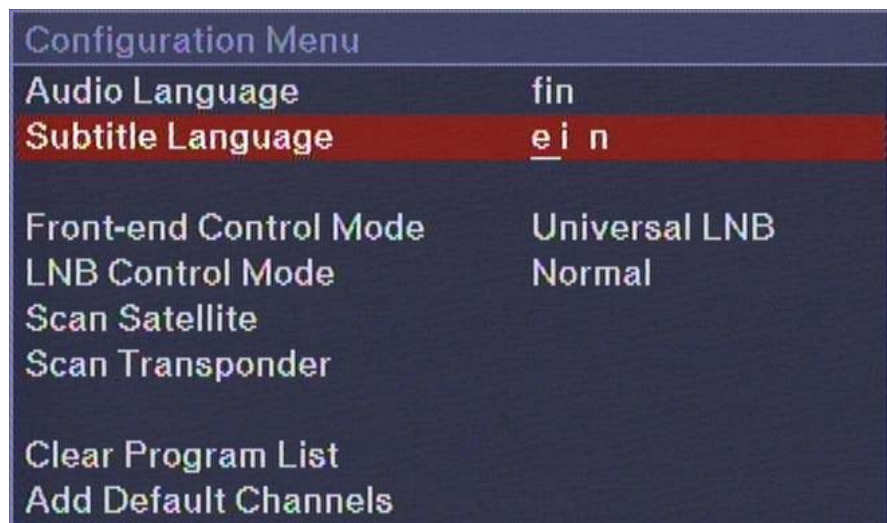 Configuration Menu
Audio Language fin
Subtitle Language e i n
Front-end Control Mode Universal LNB
LNB Control Mode Normal
Scan Satellite
Scan Transponder
Clear Program List
Add Default Channels